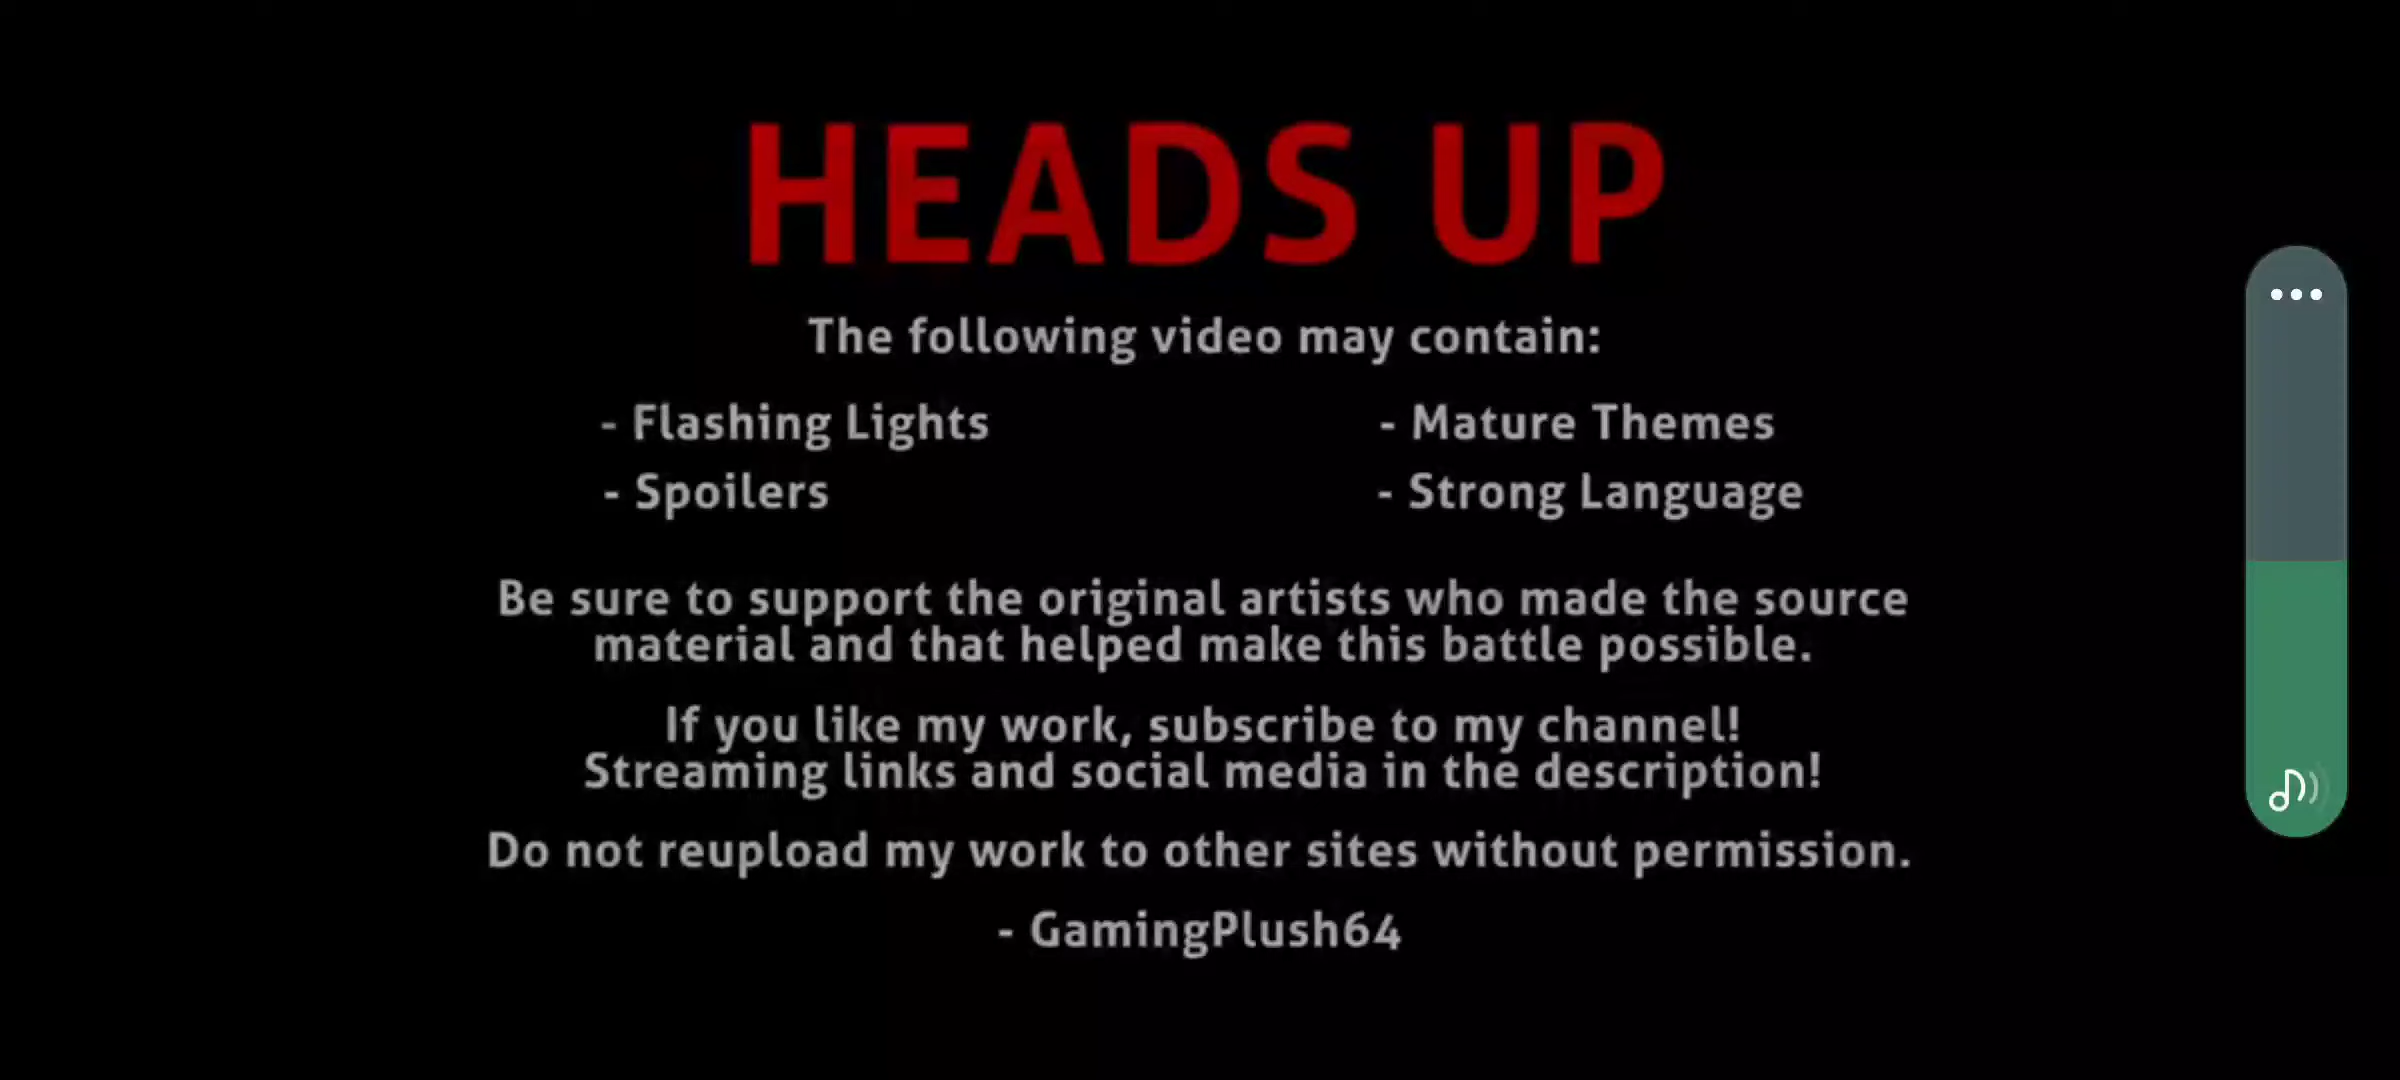 HEADS UP
The following video may contain:
- Flashing Lights
- Mature Themes
- Spoilers
- Strong Language
Be sure to support the original artists who made the source
material and that helped make this battle possible.
If you like my work, subscribe to my channel!
Streaming links and social media in the description!
Do not reupload my work to other sites without permission.
- GamingPlush64